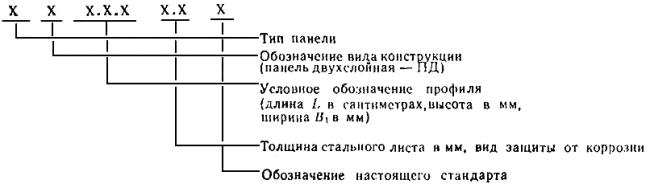 X X X.X.X X.X X
Тип панели
Обозначение вида конструкции
(панель двухслойная — ПД)
Условное обозначение профиля
(длина L в сантиметрах, высота в мм,
ширина B₁ в мм)
Толщина стального листа в мм, вид защиты от коррозии
Обозначение настоящего стандарта